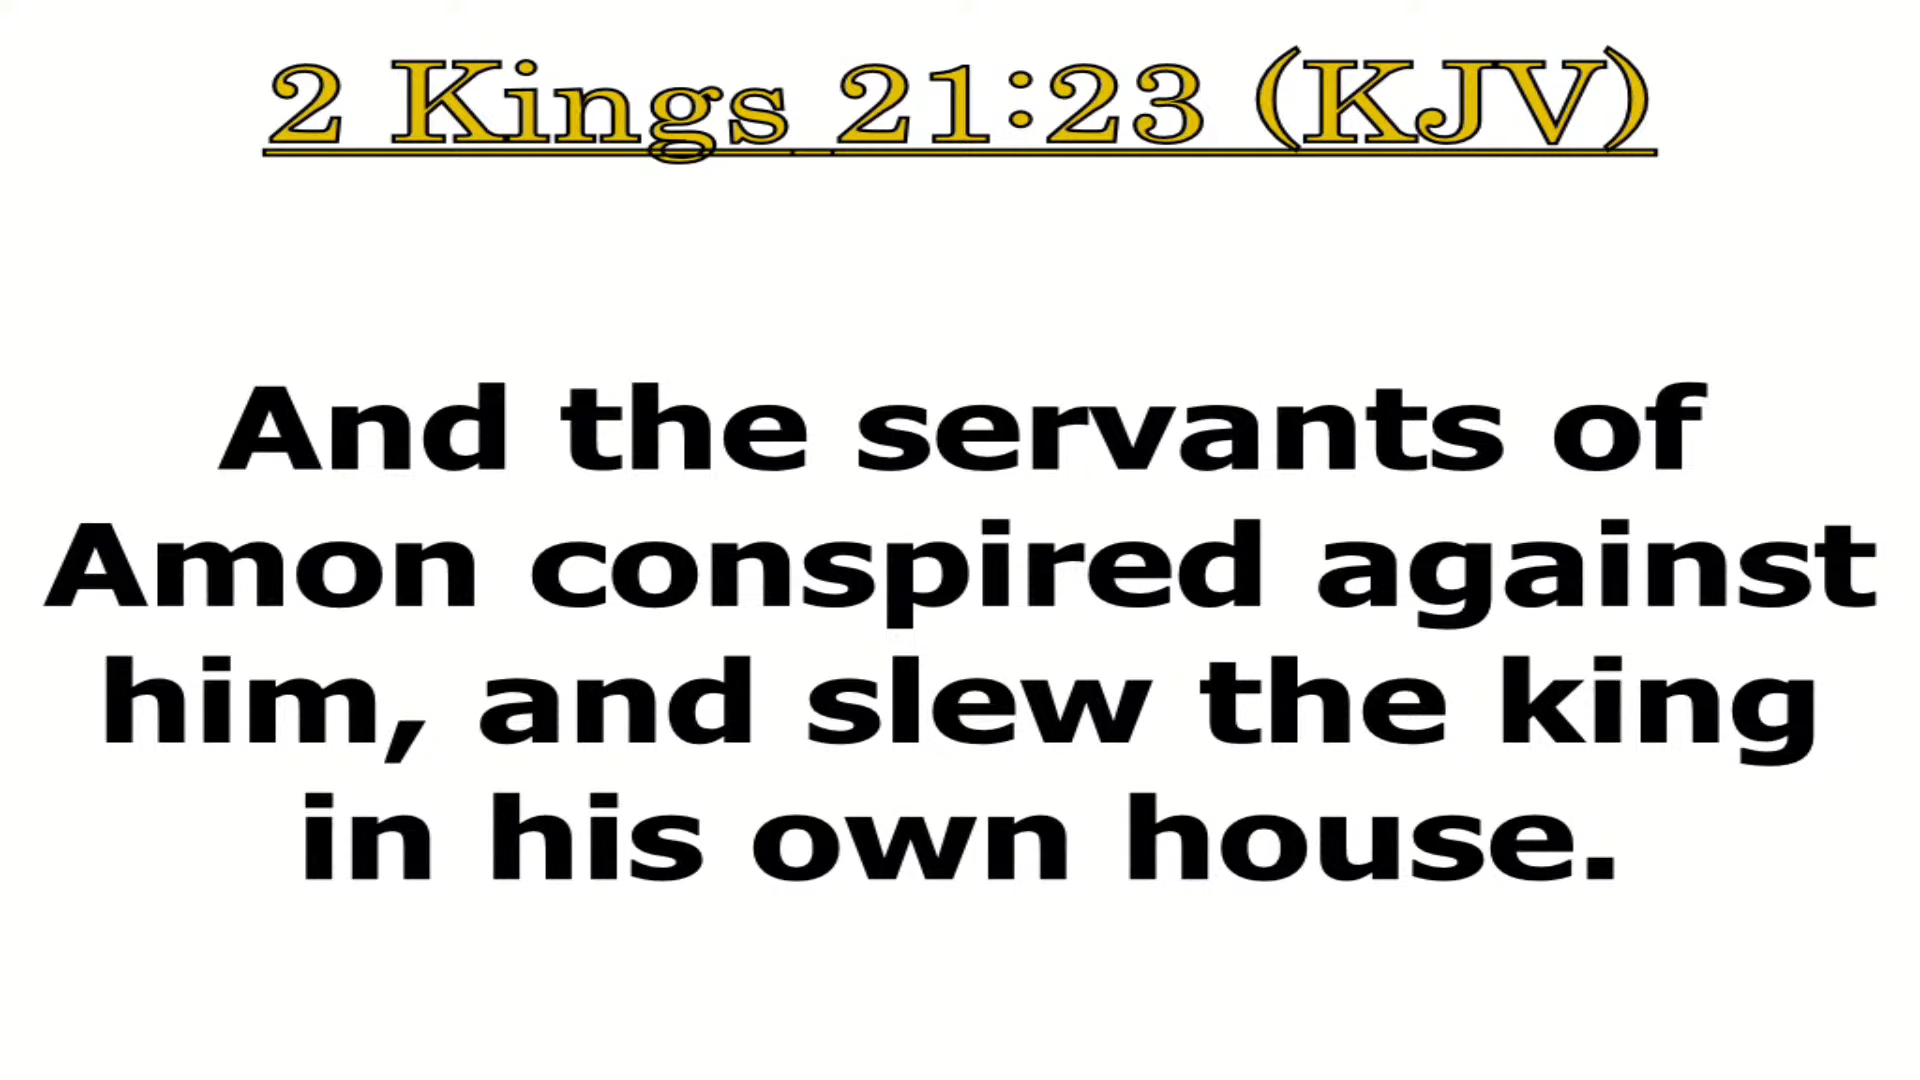 2 Kings 21:23 (KJV)
And the servants of
Amon conspired against
him, and slew the king
in his own house.